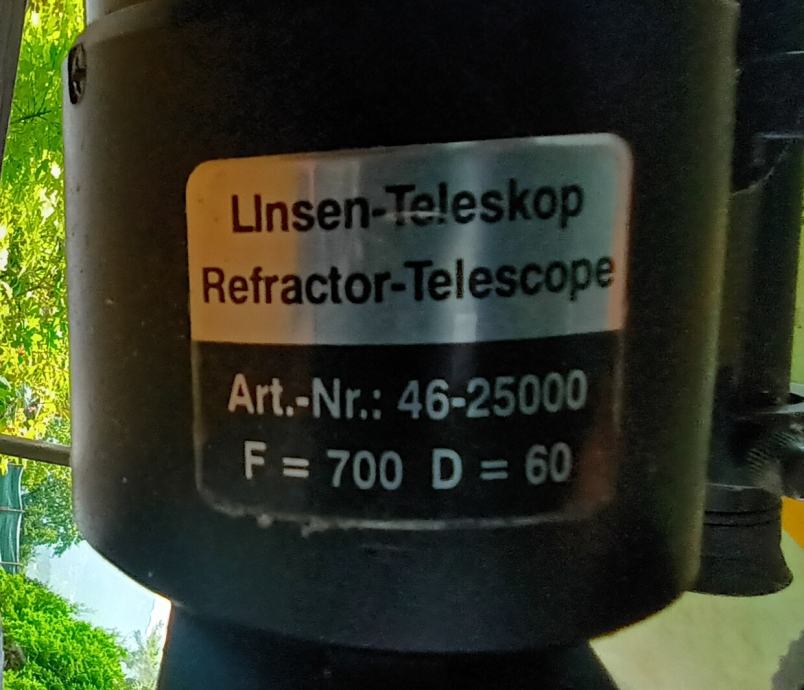 LInsen-Teleskop
Refractor-Telescope
Art.-Nr.: 46-25000
F = 700 D = 60